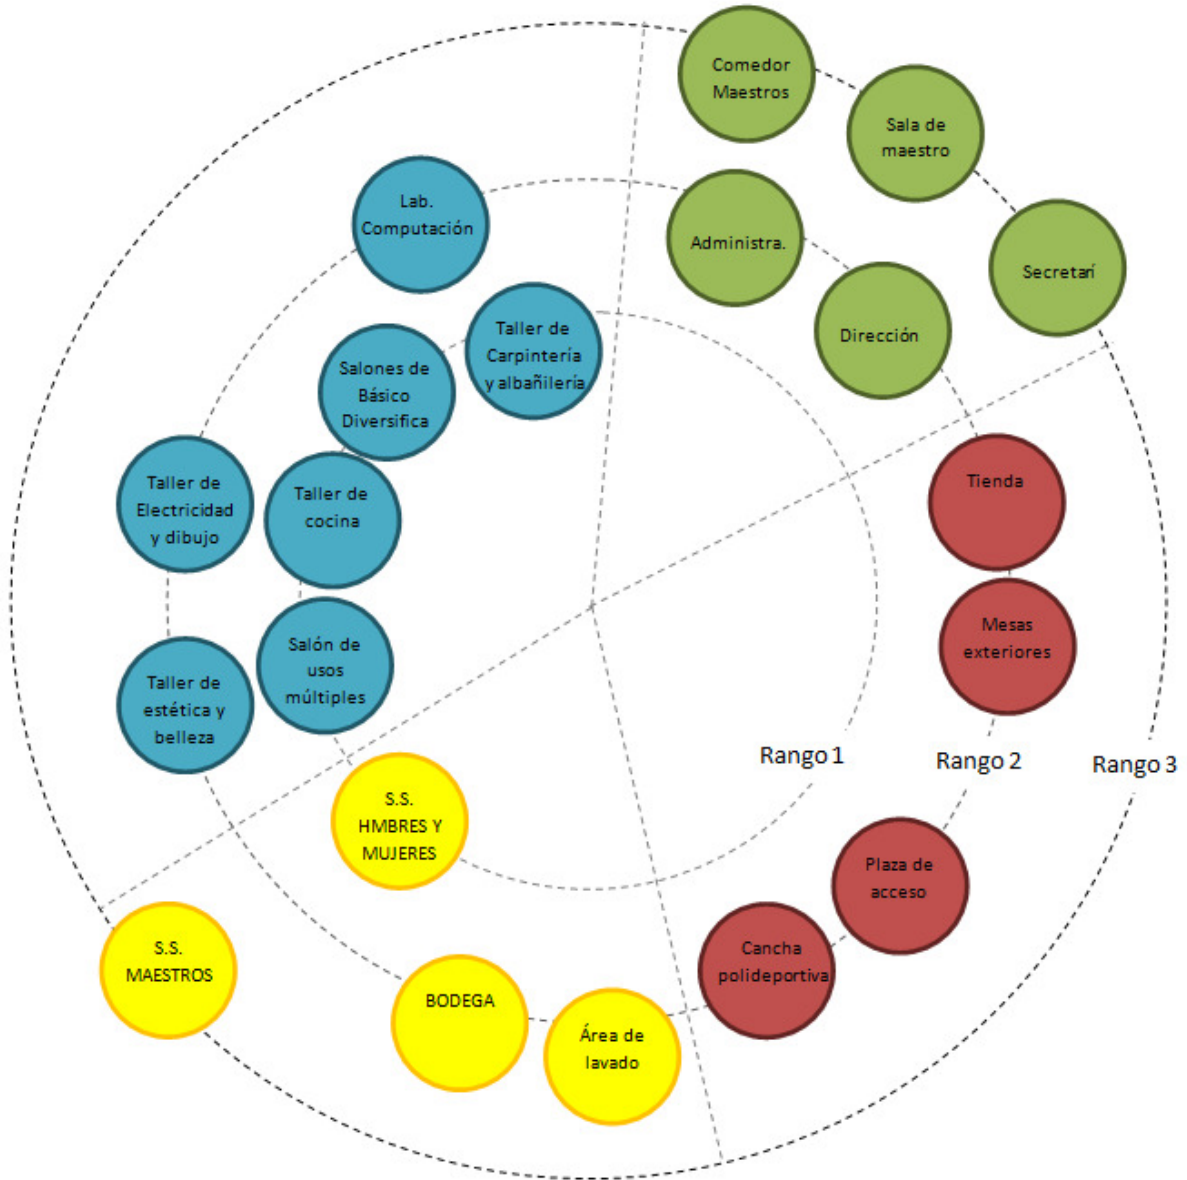 Comedor
Maestros
Sala de
maestro
Secretarí
Administra.
Dirección
Lab.
Computación
Taller de
Carpintería
y albañilería
Salones de
Básico
Diversifica
Taller de
Electricidad
y dibujo
Taller de
cocina
Tienda
Mesas
exteriores
Salón de
usos
múltiples
Taller de
estética y
belleza
Rango 1
Rango 2
Rango 3
S.S.
HMBRES Y
MUJERES
Plaza de
acceso
S.S.
MAESTROS
Cancha
polideportiva
BODEGA
Área de
lavado